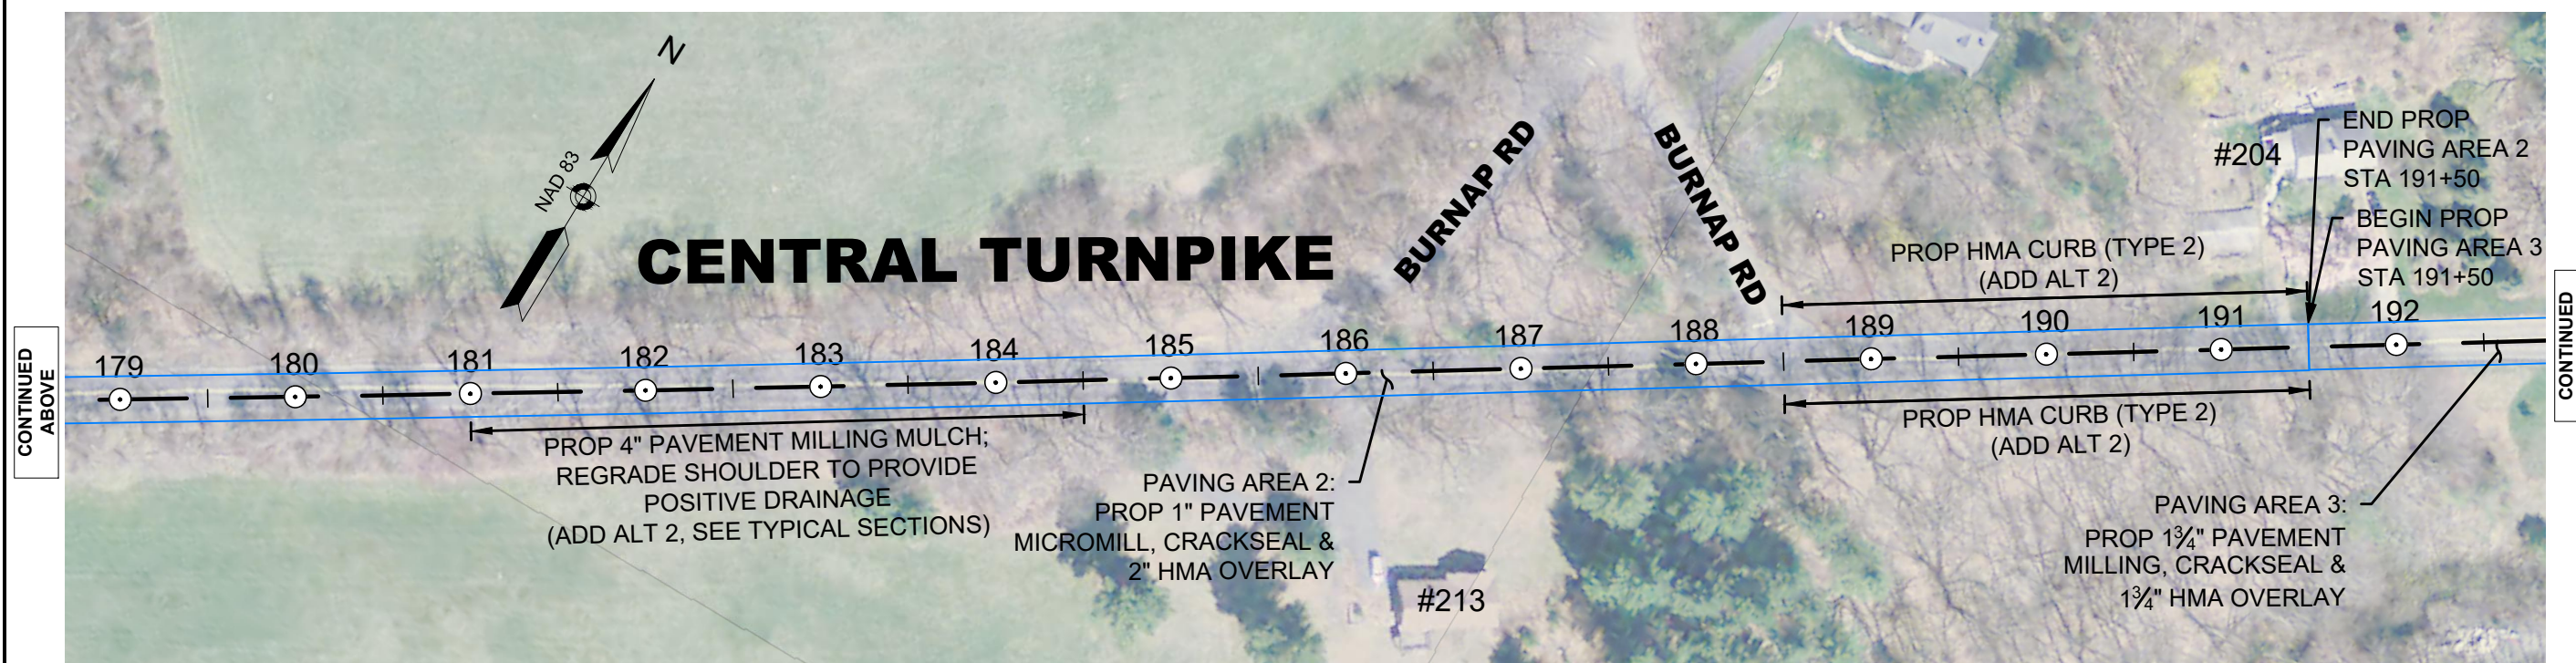 N
NAD 83
CENTRAL TURNPIKE
BURNAP RD
BURNAP RD
#204
END PROP
PAVING AREA 2
STA 191+50
BEGIN PROP
PAVING AREA 3
STA 191+50
PROP HMA CURB (TYPE 2)
(ADD ALT 2)
CONTINUED
ABOVE
179 180 181 182 183 184 185 186 187 188 189 190 191 192
CONTINUED
PROP 4" PAVEMENT MILLING MULCH;
REGRADE SHOULDER TO PROVIDE
POSITIVE DRAINAGE
(ADD ALT 2, SEE TYPICAL SECTIONS)
PAVING AREA 2:
PROP 1" PAVEMENT
MICROMILL, CRACKSEAL &
2" HMA OVERLAY
#213
PROP HMA CURB (TYPE 2)
(ADD ALT 2)
PAVING AREA 3:
PROP 1¾" PAVEMENT
MILLING, CRACKSEAL &
1¾" HMA OVERLAY